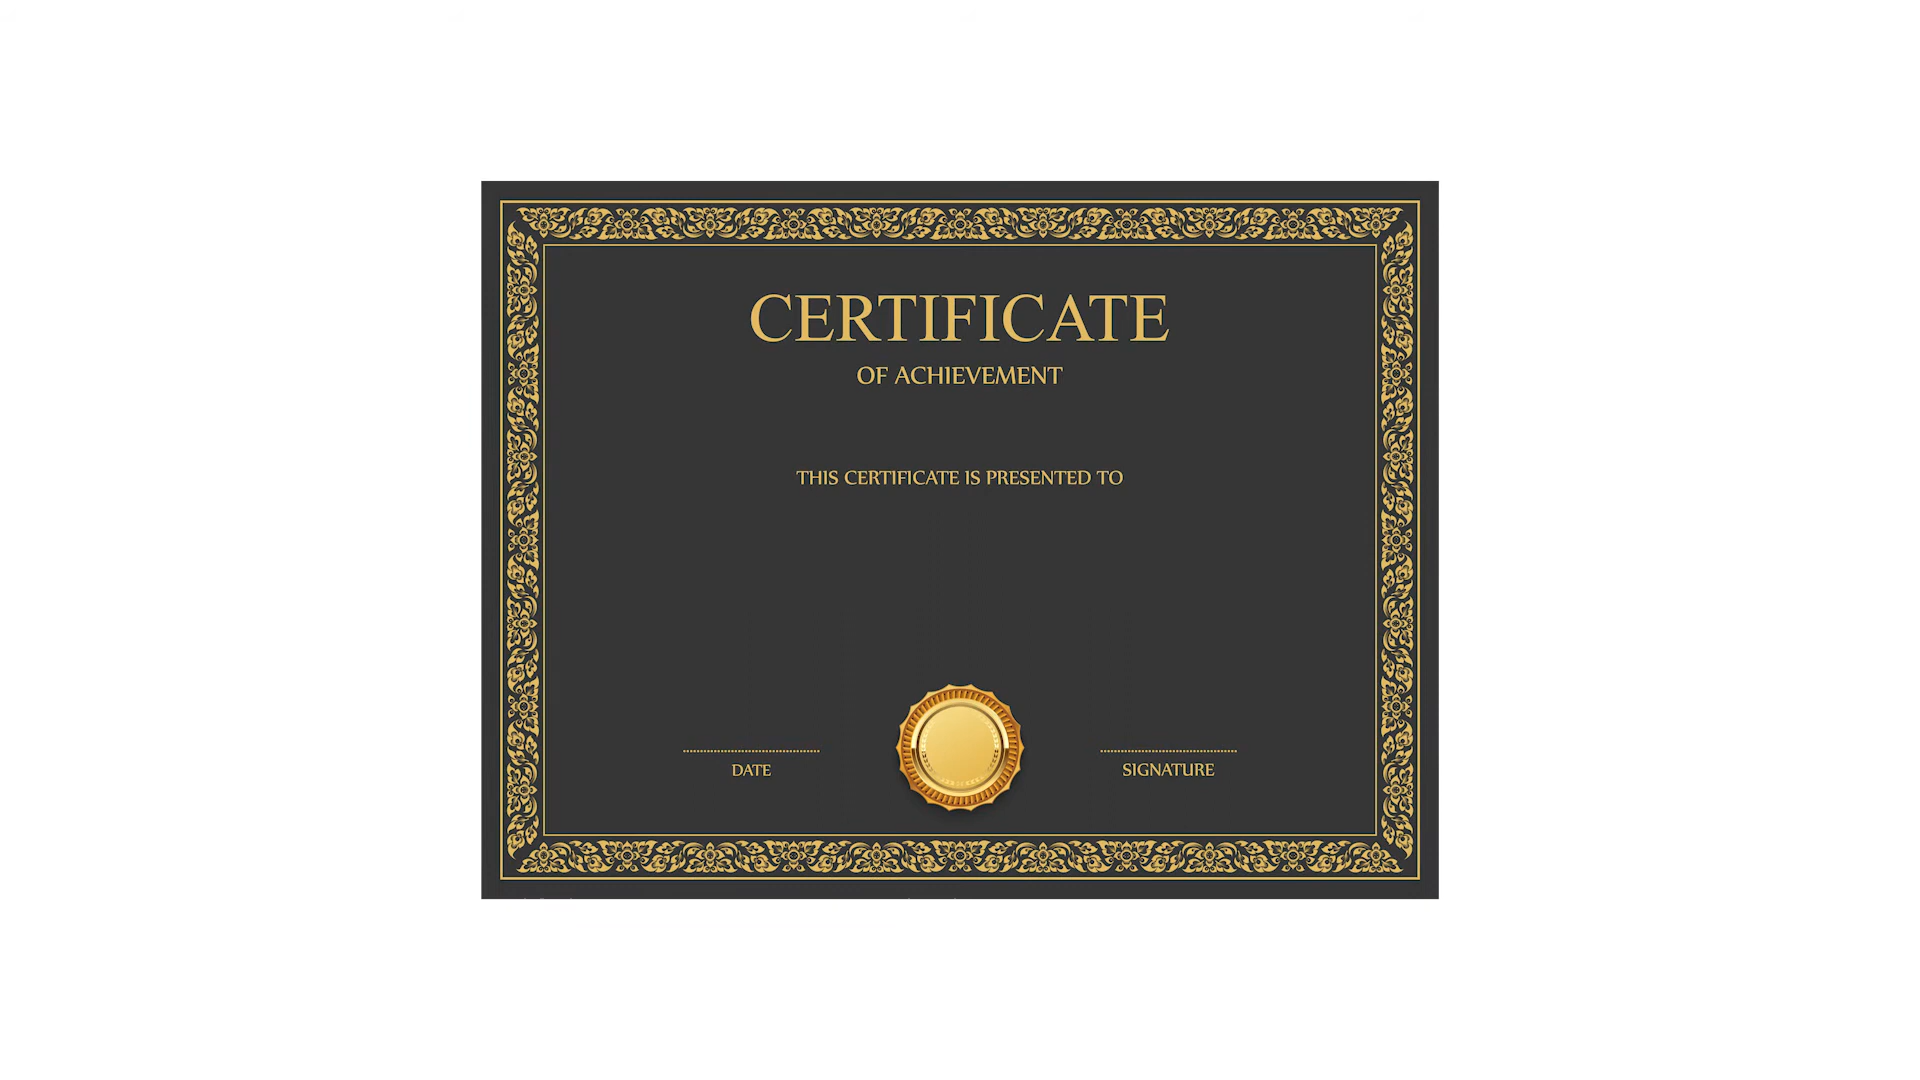 CERTIFICATE
OF ACHIEVEMENT
THIS CERTIFICATE IS PRESENTED TO
DATE
SIGNATURE